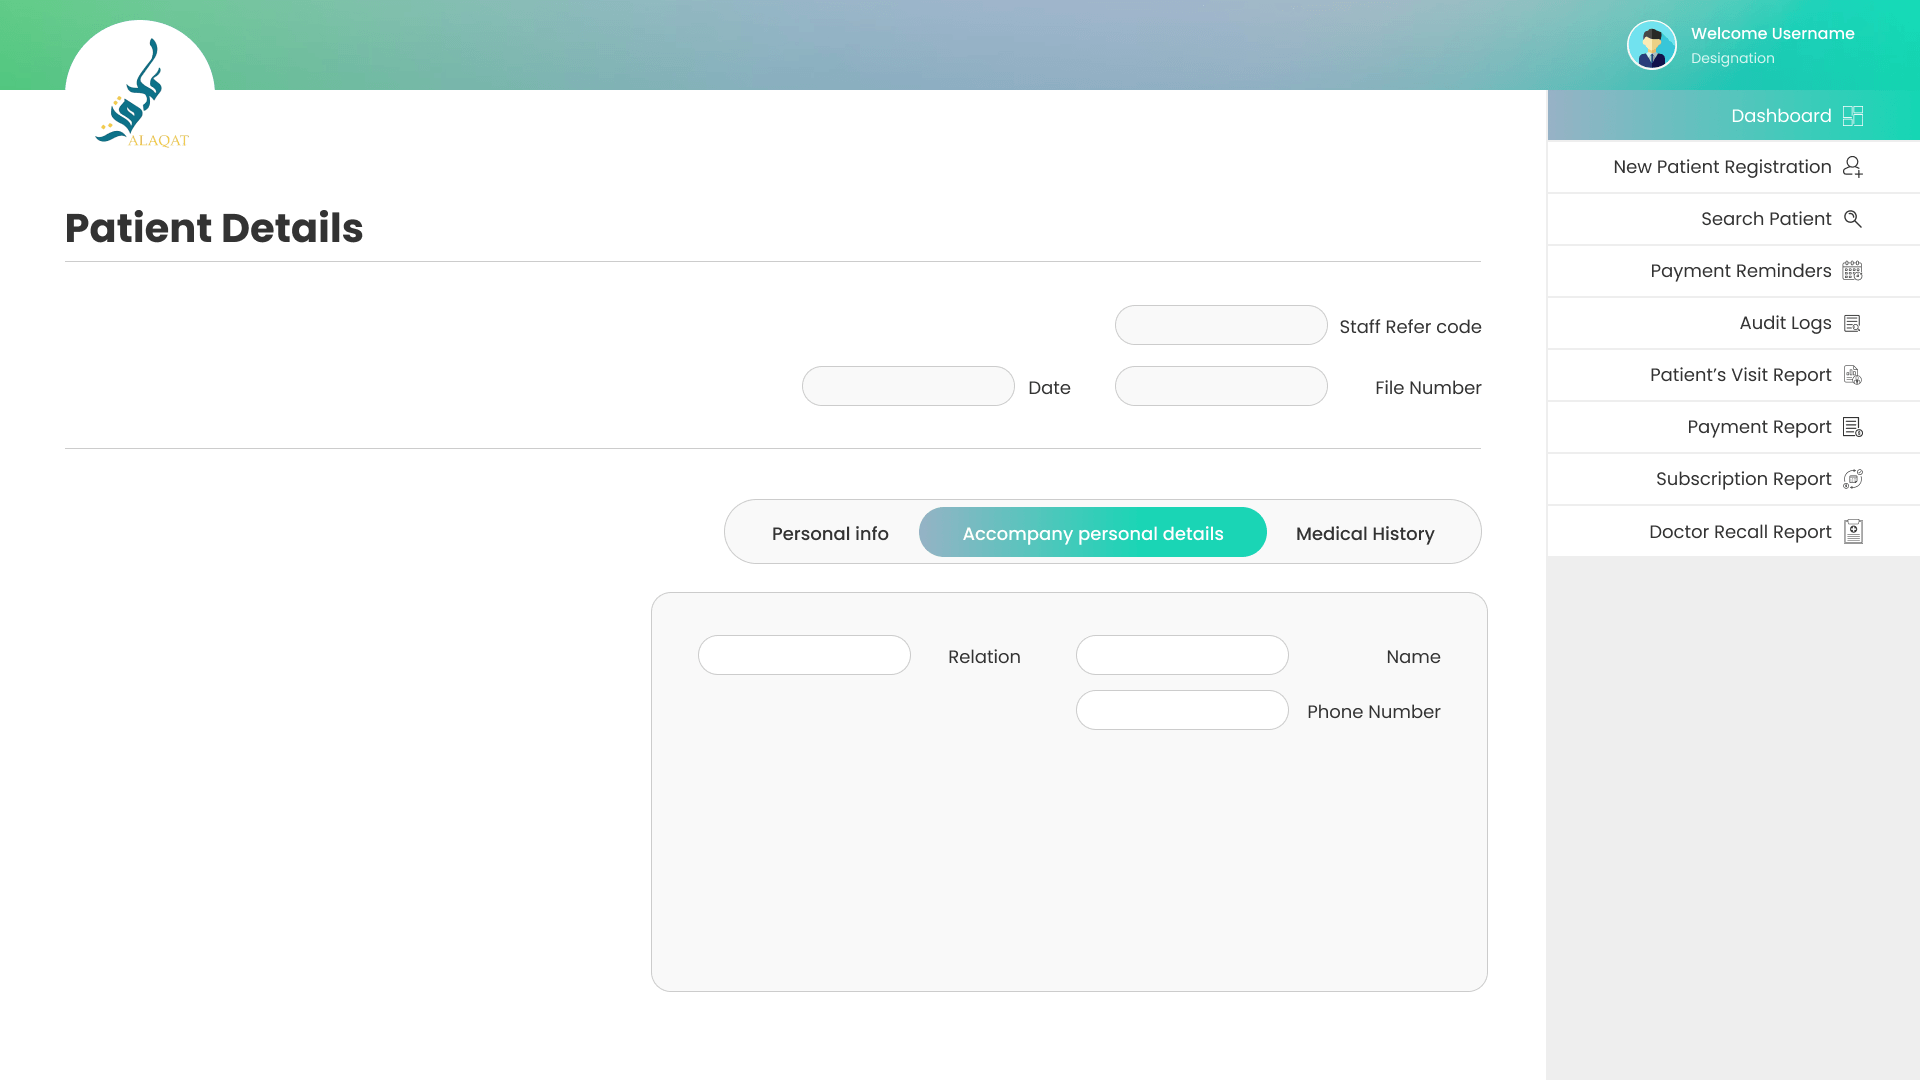 Welcome Username
Designation
ALAQAT
Dashboard
New Patient Registration
Search Patient
Payment Reminders
Audit Logs
Patient’s Visit Report
Payment Report
Subscription Report
Doctor Recall Report
Patient Details
Staff Refer code
Date File Number
Personal info Accompany personal details Medical History
Relation Name
Phone Number